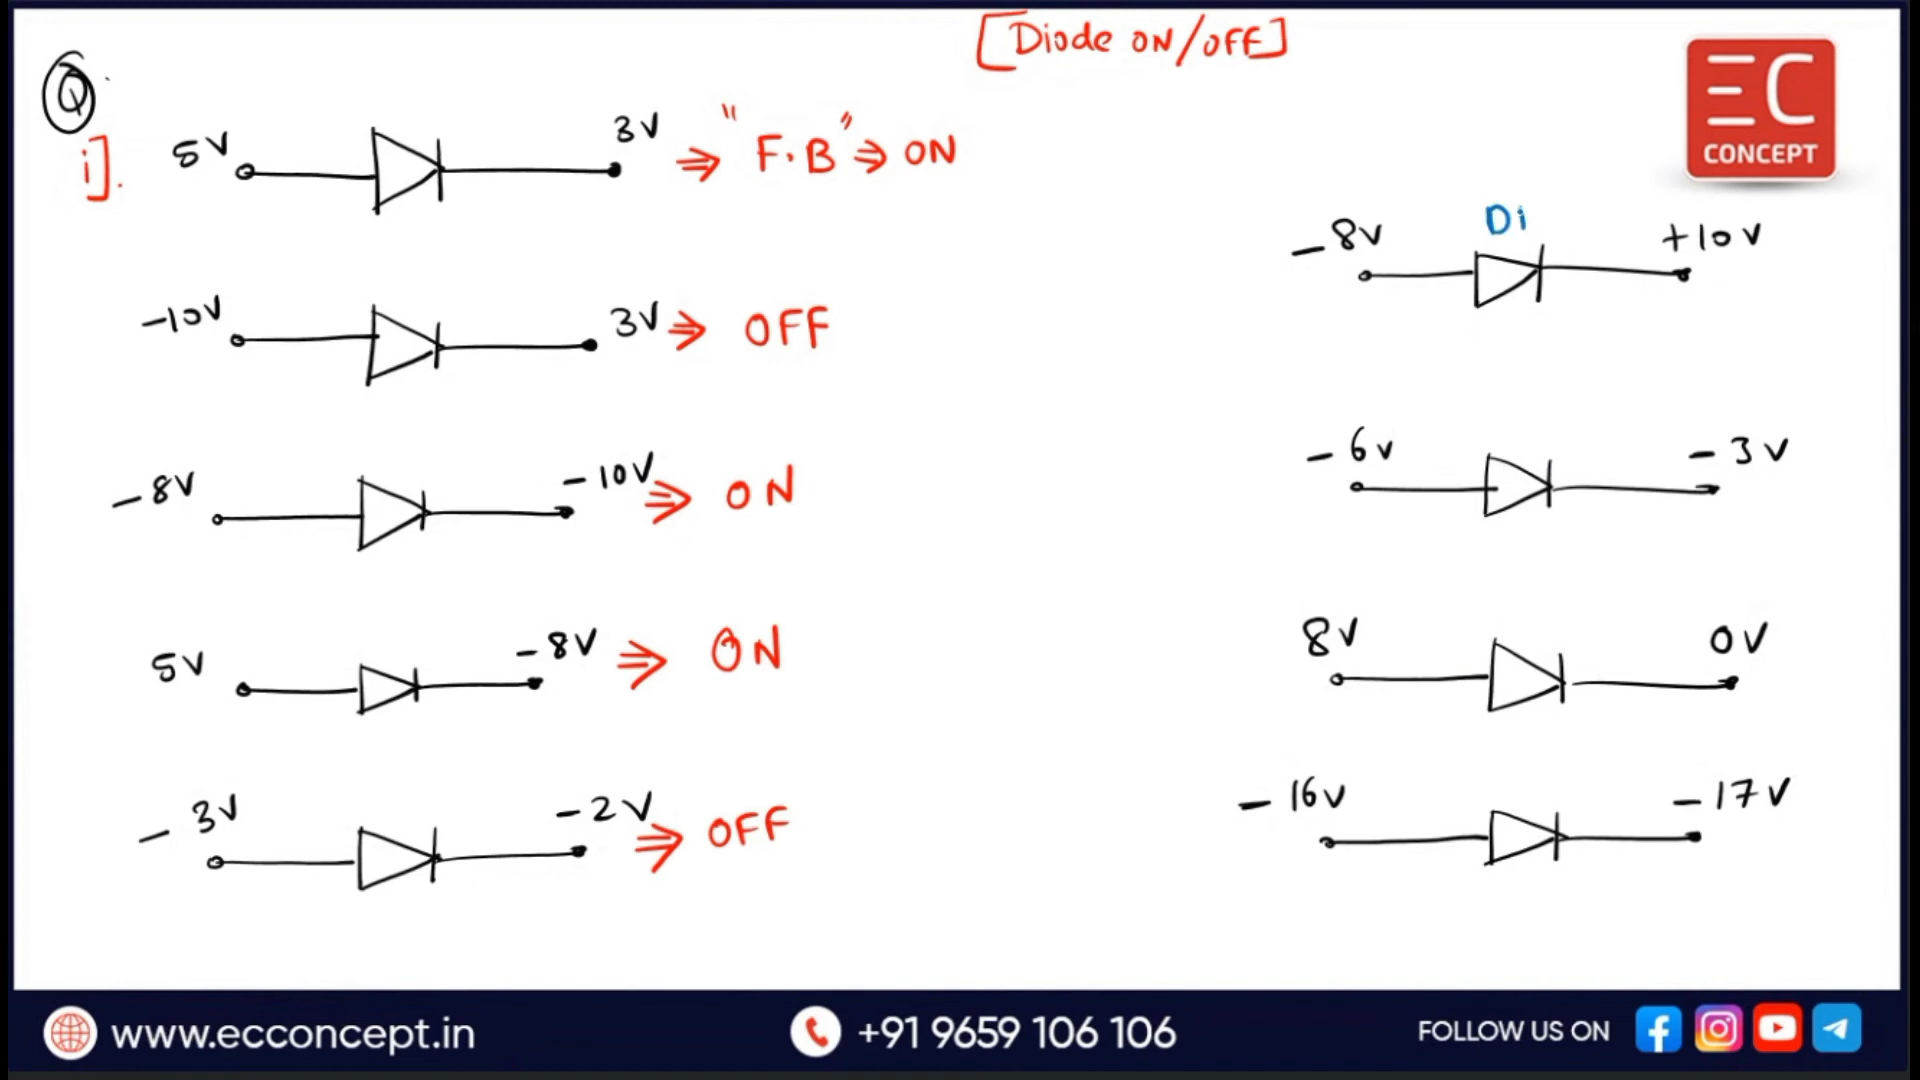 [Diode ON/OFF]
Q.
i].
5V
3V ⇒ "F.B" ⇒ ON
-10V
3V ⇒ OFF
-8V
-10V ⇒ ON
5V
-8V ⇒ ON
-3V
-2V ⇒ OFF
EC
CONCEPT
Di
-8V
+10V
-6V
-3V
8V
0V
-16V
-17V
www.ecconcept.in
+91 9659 106 106
FOLLOW US ON